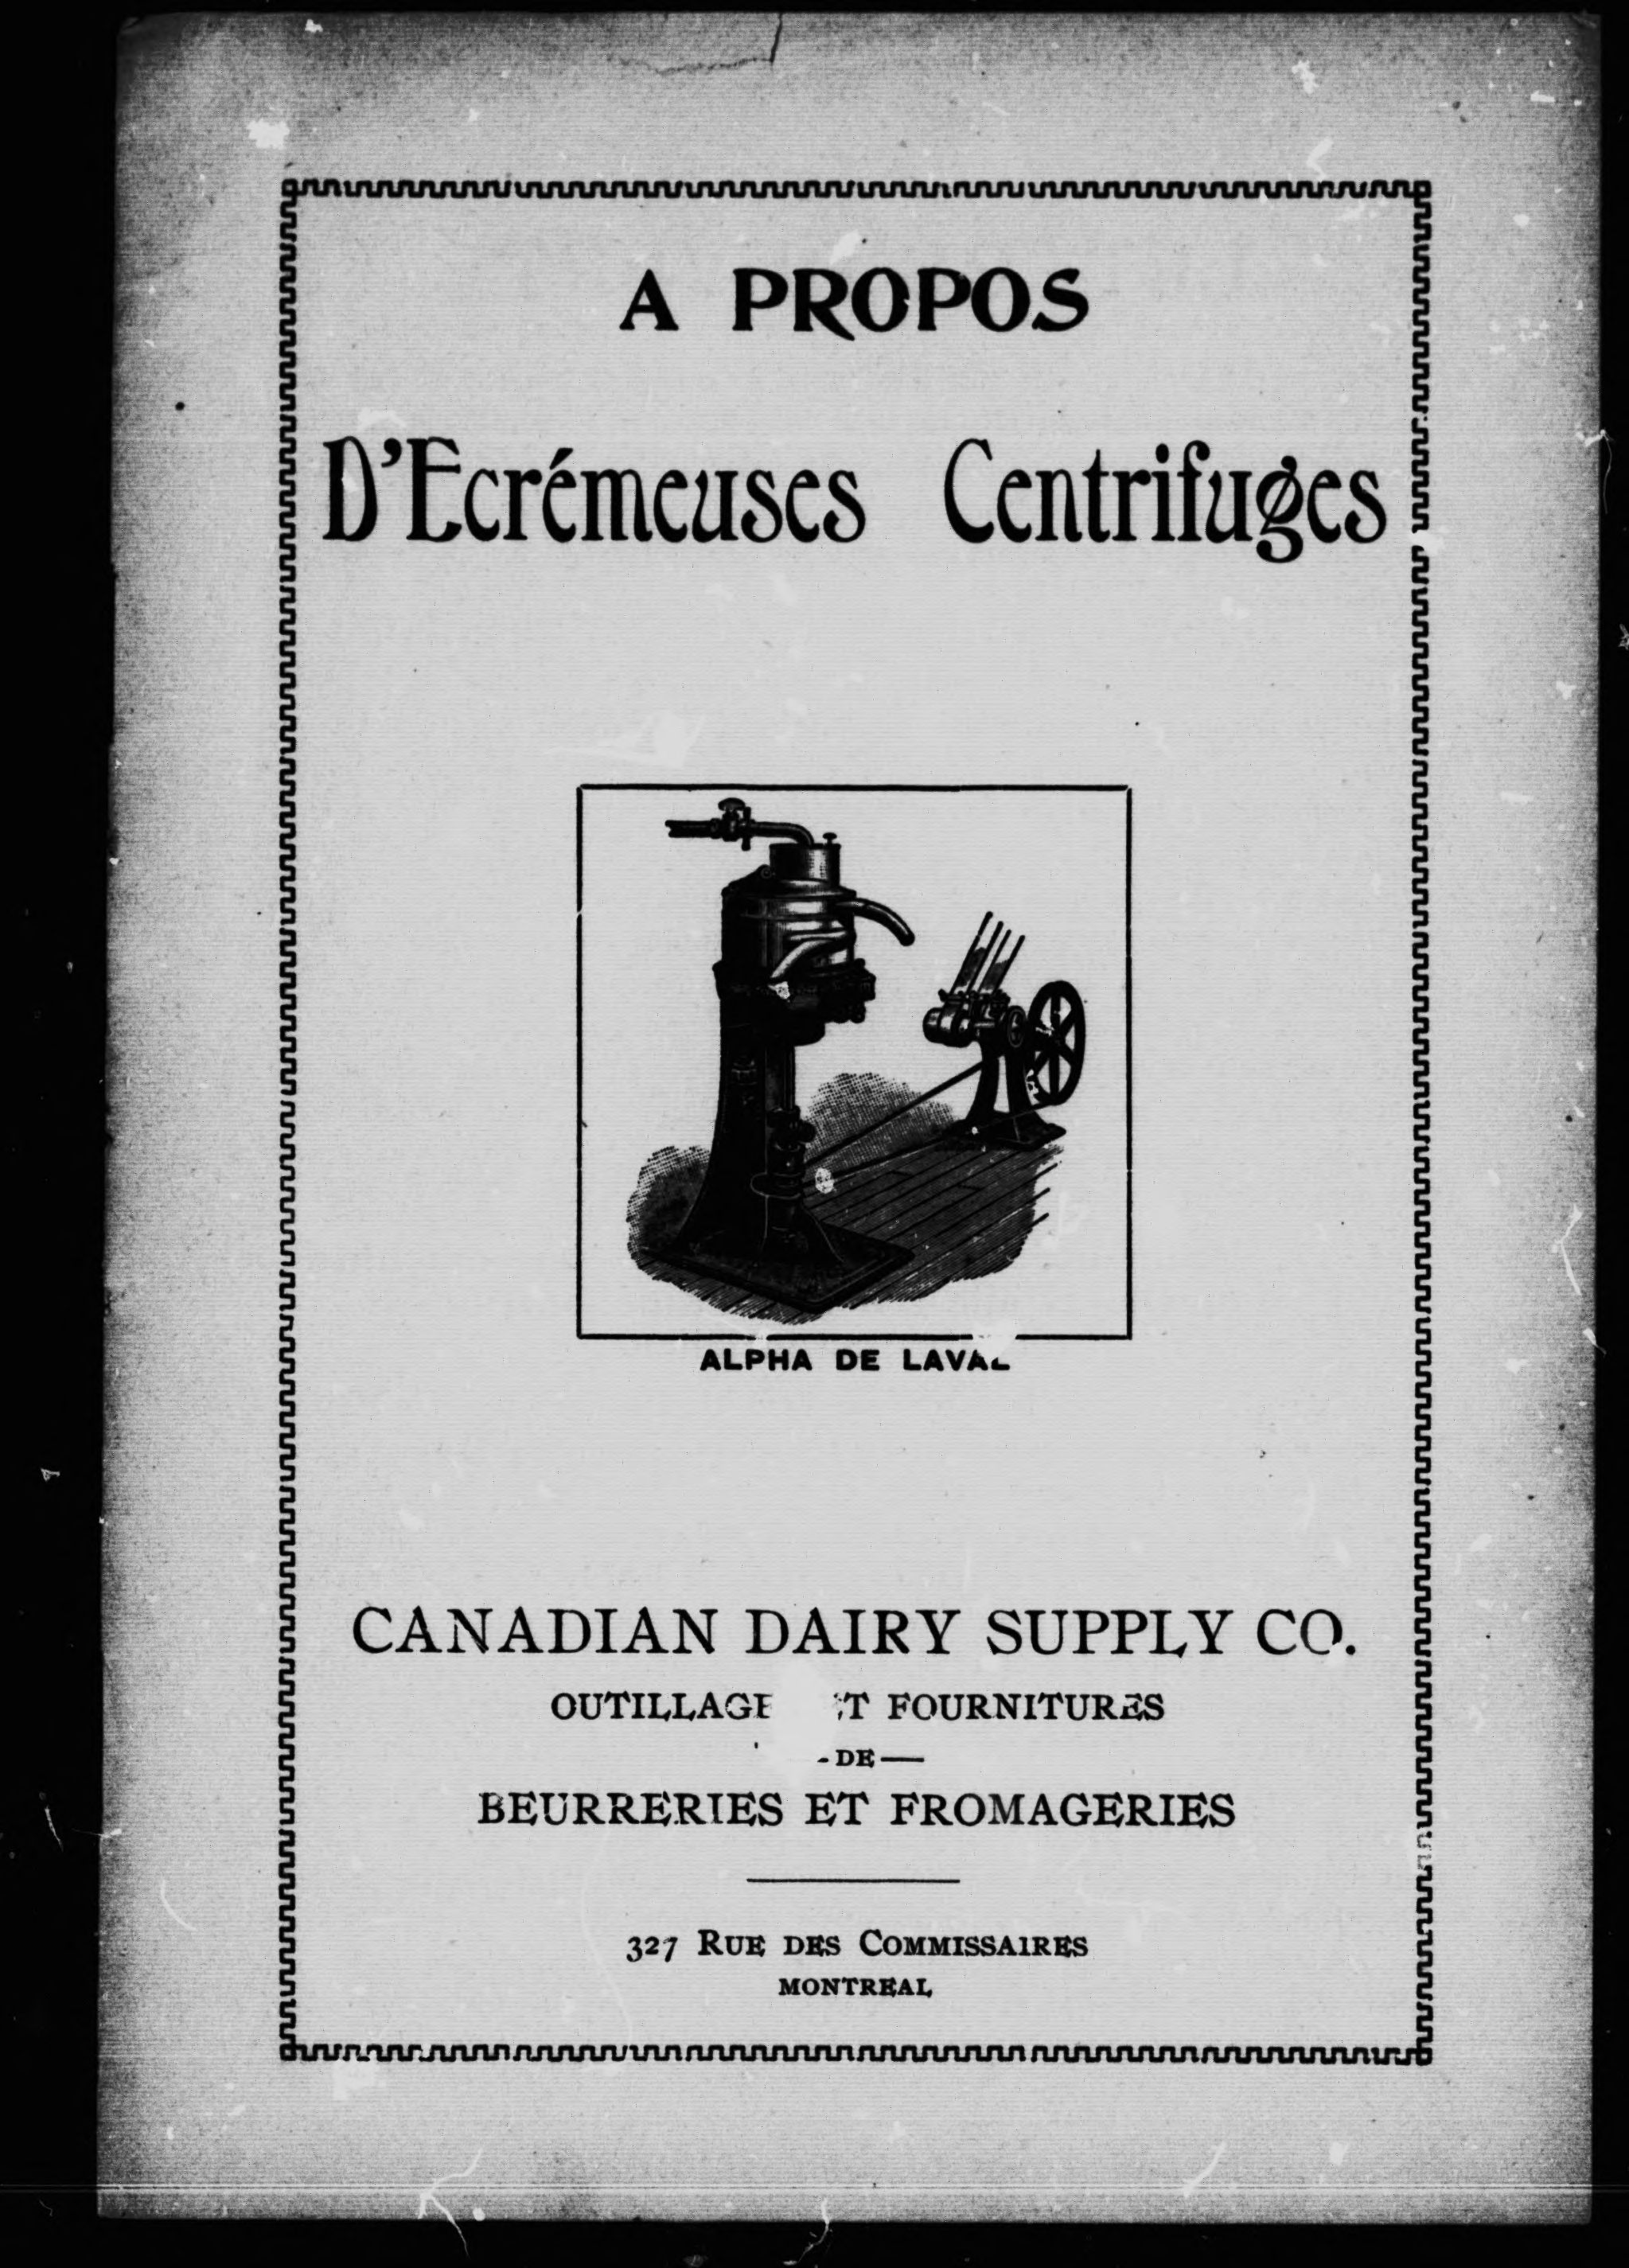 A PROPOS
D'Ecrémeuses Centrifuges
ALPHA DE LAVAL
CANADIAN DAIRY SUPPLY CO.
OUTILLAGE ET FOURNITURES
-DE—
BEURRERIES ET FROMAGERIES
327 RUE DES COMMISSAIRES
MONTREAL